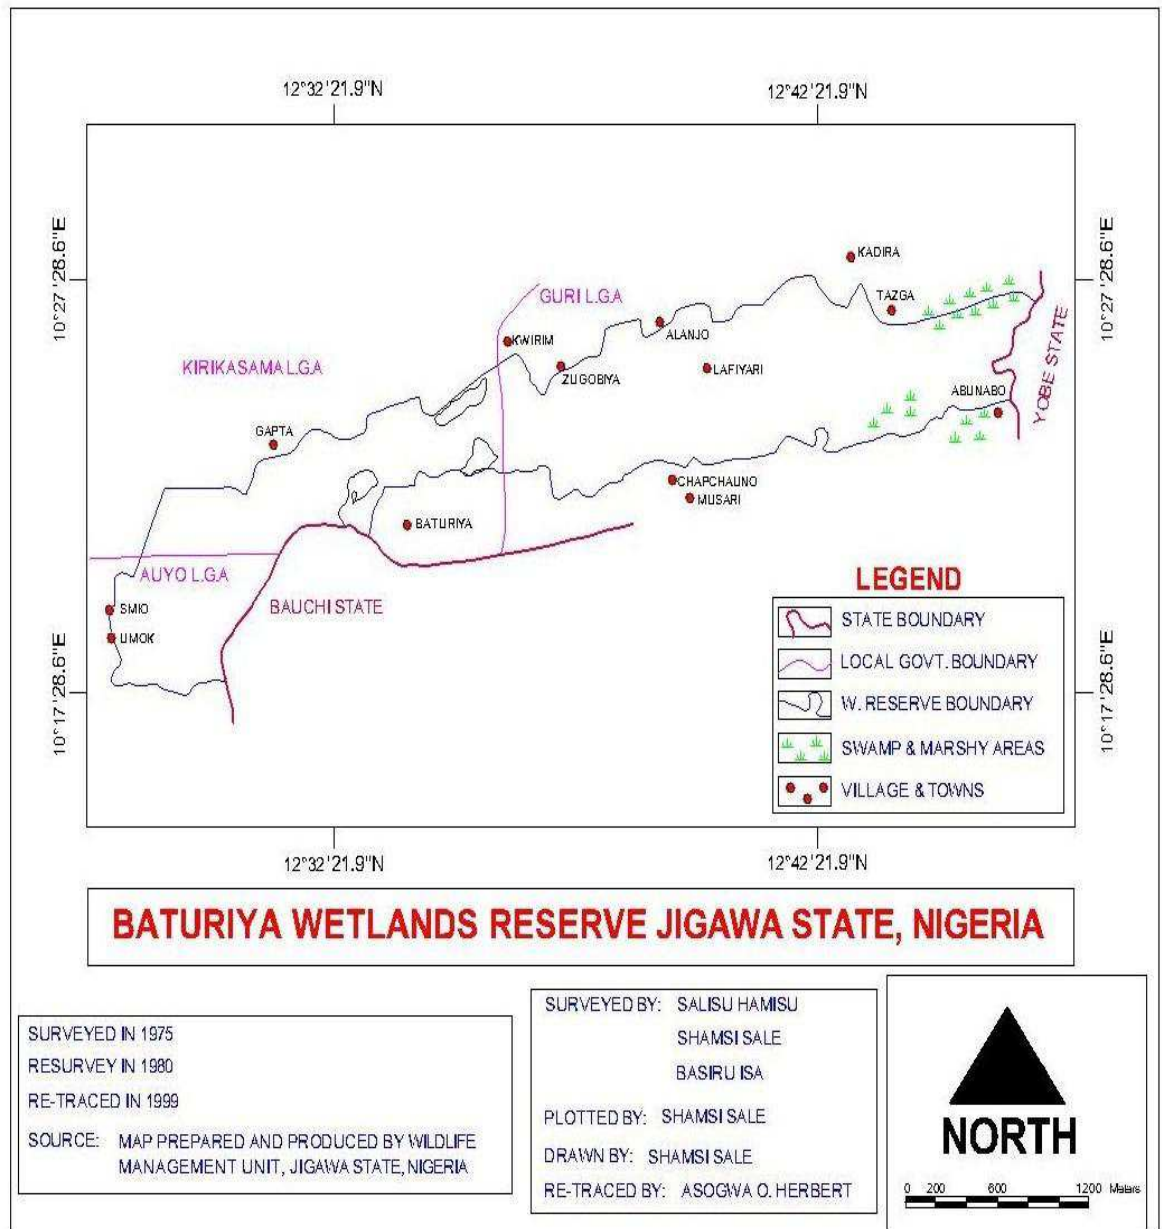 12°32'21.9"N
12°42'21.9"N
10°27'28.6"E
10°27'28.6"E
KADIRA
GURI L.G.A
TAZGA
ALANJO
KWIRIM
YOBE STATE
KIRIKASAMA L.G.A
ZUGOBIYA
LAFIYARI
ABUNABO
GAPTA
CHAPCHAUNO
MUSARI
BATURIYA
AUYO L.G.A
SMIO
BAUCHI STATE
UMOK
10°17'28.6"E
10°17'28.6"E
LEGEND
STATE BOUNDARY
LOCAL GOVT. BOUNDARY
W. RESERVE BOUNDARY
SWAMP & MARSHY AREAS
VILLAGE & TOWNS
12°32'21.9"N
12°42'21.9"N
BATURIYA WETLANDS RESERVE JIGAWA STATE, NIGERIA
SURVEYED IN 1975
RESURVEY IN 1980
RE-TRACED IN 1999
SOURCE: MAP PREPARED AND PRODUCED BY WILDLIFE
MANAGEMENT UNIT, JIGAWA STATE, NIGERIA
SURVEYED BY: SALISU HAMISU
SHAMSI SALE
BASIRU ISA
PLOTTED BY: SHAMSI SALE
DRAWN BY: SHAMSI SALE
RE-TRACED BY: ASOGWA O. HERBERT
NORTH
0 200 600 1200 Meters